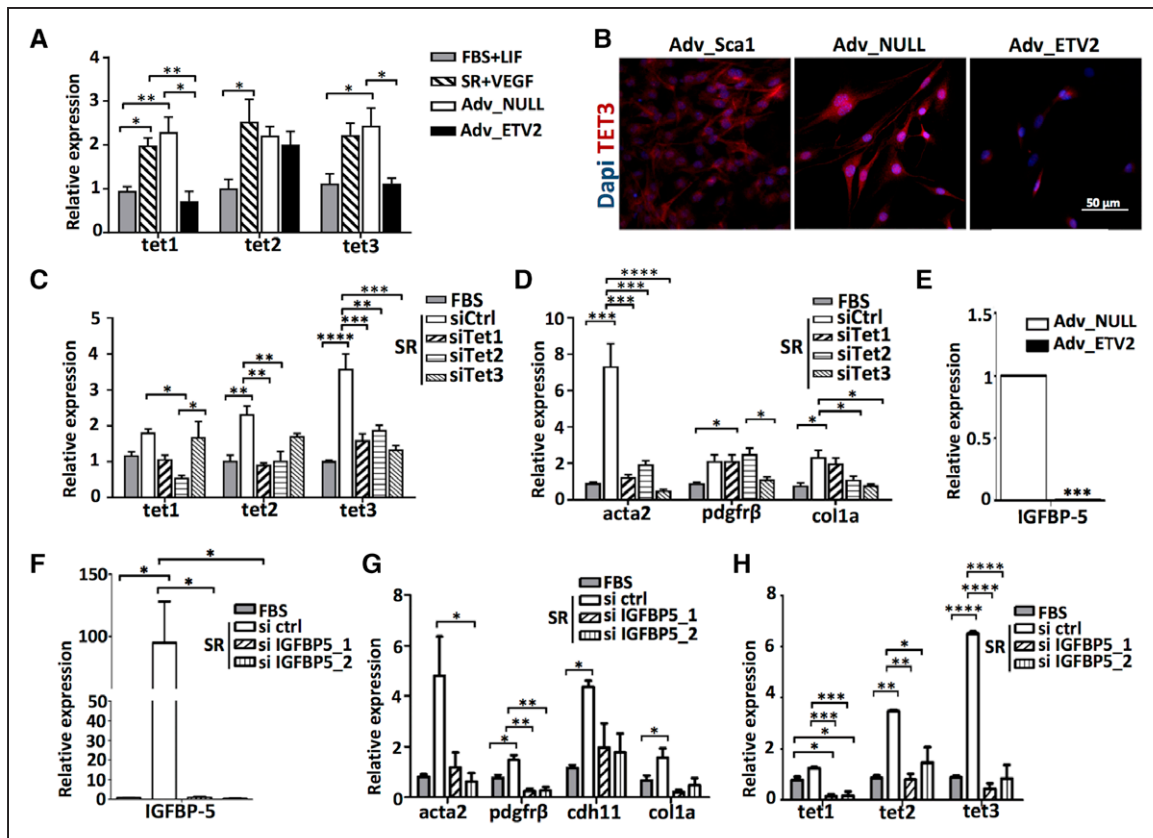 A
Relative expression
4
3
2
1
0
* ** ** *
*
* *
tet1 tet2 tet3
FBS+LIF
SR+VEGF
Adv_NULL
Adv_ETV2
B
Adv_Sca1 Adv_NULL Adv_ETV2
Dapi TET3
50 µm
C
Relative expression
5
4
3
2
1
0
* *
** ** **
**** *** ** ***
tet1 tet2 tet3
FBS
SR
siCtrl
siTet1
siTet2
siTet3
D
Relative expression
10
8
6
4
2
0
****
***
***
***
* *
* * *
acta2 pdgfrβ col1a
FBS
SR
siCtrl
siTet1
siTet2
siTet3
E
Relative expression
1.5
1
0.5
0
Adv_NULL
Adv_ETV2
***
IGFBP-5
F
Relative expression
150
100
50
50
40
30
20
10
0
* * *
IGFBP-5
FBS
SR
si ctrl
si IGFBP5_1
si IGFBP5_2
G
Relative expression
8
6
4
2
0
*
* ** **
*
*
acta2 pdgfrβ cdh11 col1a
FBS
SR
si ctrl
si IGFBP5_1
si IGFBP5_2
H
Relative expression
8
6
4
2
0
***
***
*
*
*
**
**
****
****
****
tet1 tet2 tet3
FBS
SR
si ctrl
si IGFBP5_1
si IGFBP5_2